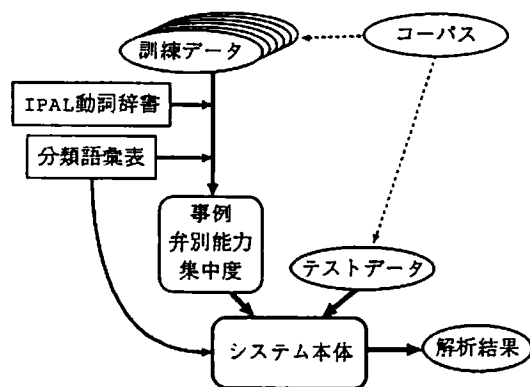 訓練データ
コーパス
IPAL動詞辞書
分類語彙表
事例
弁別能力
集中度
テストデータ
システム本体
解析結果